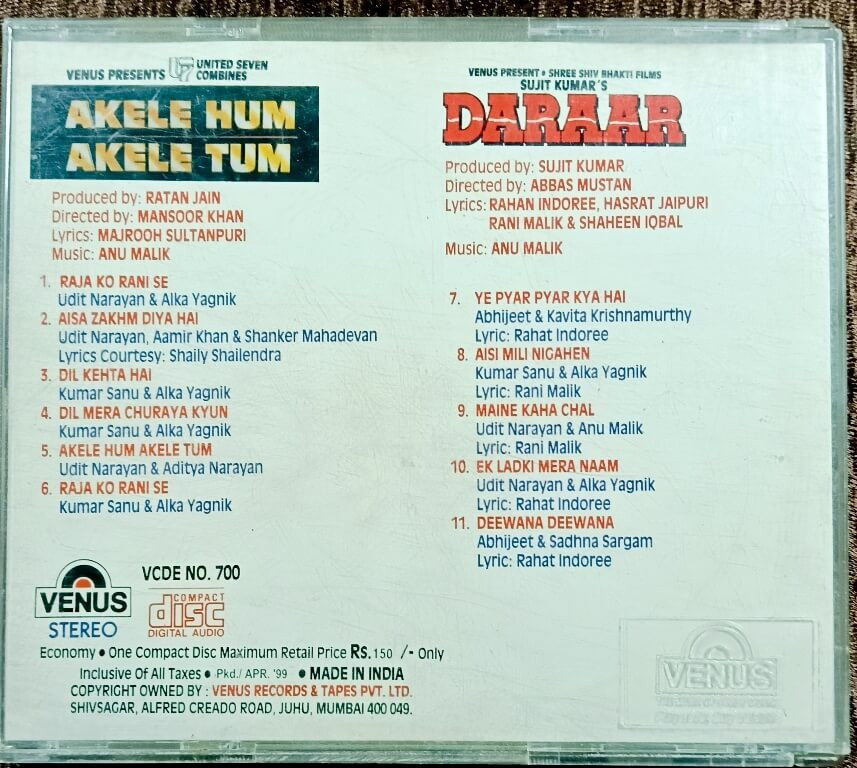 VENUS PRESENTS
UNITED SEVEN
COMBINES
AKELE HUM
AKELE TUM
Produced by: RATAN JAIN
Directed by: MANSOOR KHAN
Lyrics: MAJROOH SULTANPURI
Music: ANU MALIK
1. RAJA KO RANI SE
Udit Narayan & Alka Yagnik
2. AISA ZAKHM DIYA HAI
Udit Narayan, Aamir Khan & Shanker Mahadevan
Lyrics Courtesy: Shaily Shailendra
3. DIL KEHTA HAI
Kumar Sanu & Alka Yagnik
4. DIL MERA CHURAYA KYUN
Kumar Sanu & Alka Yagnik
5. AKELE HUM AKELE TUM
Udit Narayan & Aditya Narayan
6. RAJA KO RANI SE
Kumar Sanu & Alka Yagnik
VENUS PRESENT • SHREE SHIV BHAKTI FILMS
SUJIT KUMAR'S
DARAAR
Produced by: SUJIT KUMAR
Directed by: ABBAS MUSTAN
Lyrics: RAHAN INDOREE, HASRAT JAIPURI
RANI MALIK & SHAHEEN IQBAL
Music: ANU MALIK
7. YE PYAR PYAR KYA HAI
Abhijeet & Kavita Krishnamurthy
Lyric: Rahat Indoree
8. AISI MILI NIGAHEN
Kumar Sanu & Alka Yagnik
Lyric: Rani Malik
9. MAINE KAHA CHAL
Udit Narayan & Anu Malik
Lyric: Rani Malik
10. EK LADKI MERA NAAM
Udit Narayan & Alka Yagnik
Lyric: Rahat Indoree
11. DEEWANA DEEWANA
Abhijeet & Sadhna Sargam
Lyric: Rahat Indoree
VENUS
STEREO
VCDE NO. 700
COMPACT
disc
DIGITAL AUDIO
Economy • One Compact Disc Maximum Retail Price Rs. 150 /- Only
Inclusive Of All Taxes • Pkd./ APR. '99 • MADE IN INDIA
COPYRIGHT OWNED BY : VENUS RECORDS & TAPES PVT. LTD.
SHIVSAGAR, ALFRED CREADO ROAD, JUHU, MUMBAI 400 049.
VENUS